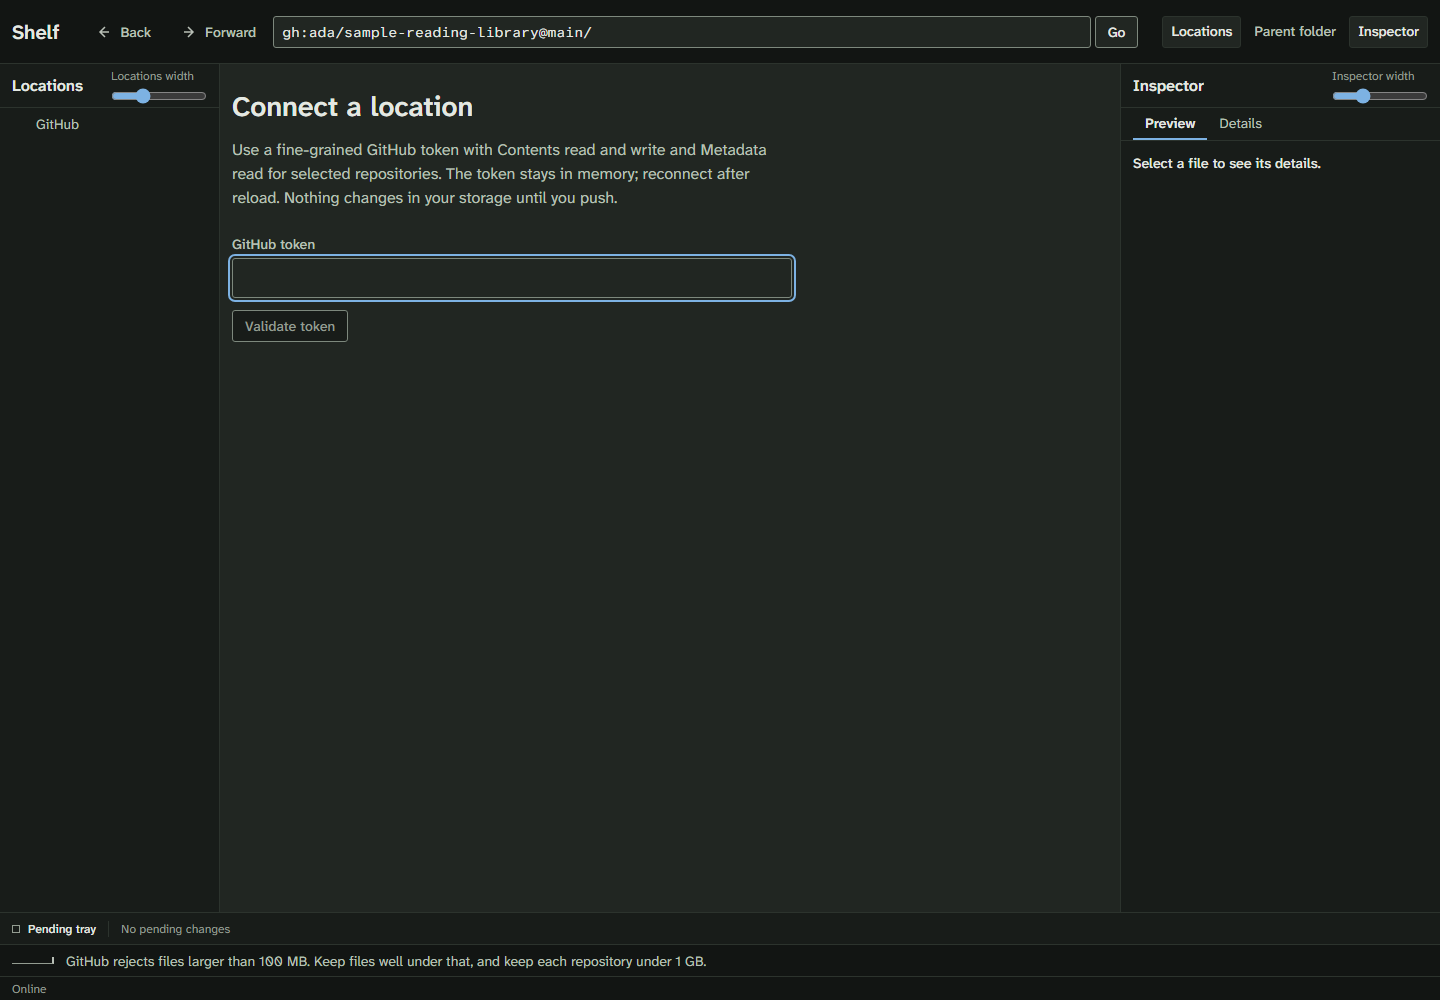 Shelf
Back
Forward
gh:ada/sample-reading-library@main/
Go
Locations
Parent folder
Inspector
Locations
Locations width
GitHub
Connect a location
Use a fine-grained GitHub token with Contents read and write and Metadata
read for selected repositories. The token stays in memory; reconnect after
reload. Nothing changes in your storage until you push.
GitHub token
Validate token
Inspector
Inspector width
Preview
Details
Select a file to see its details.
Pending tray
No pending changes
GitHub rejects files larger than 100 MB. Keep files well under that, and keep each repository under 1 GB.
Online